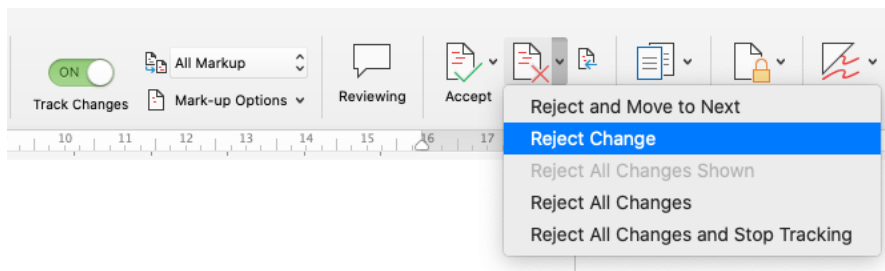 ON
All Markup
Track Changes
Mark-up Options
Reviewing
Accept
Reject and Move to Next
Reject Change
Reject All Changes Shown
Reject All Changes
Reject All Changes and Stop Tracking
10 11 12 13 14 15 16 17